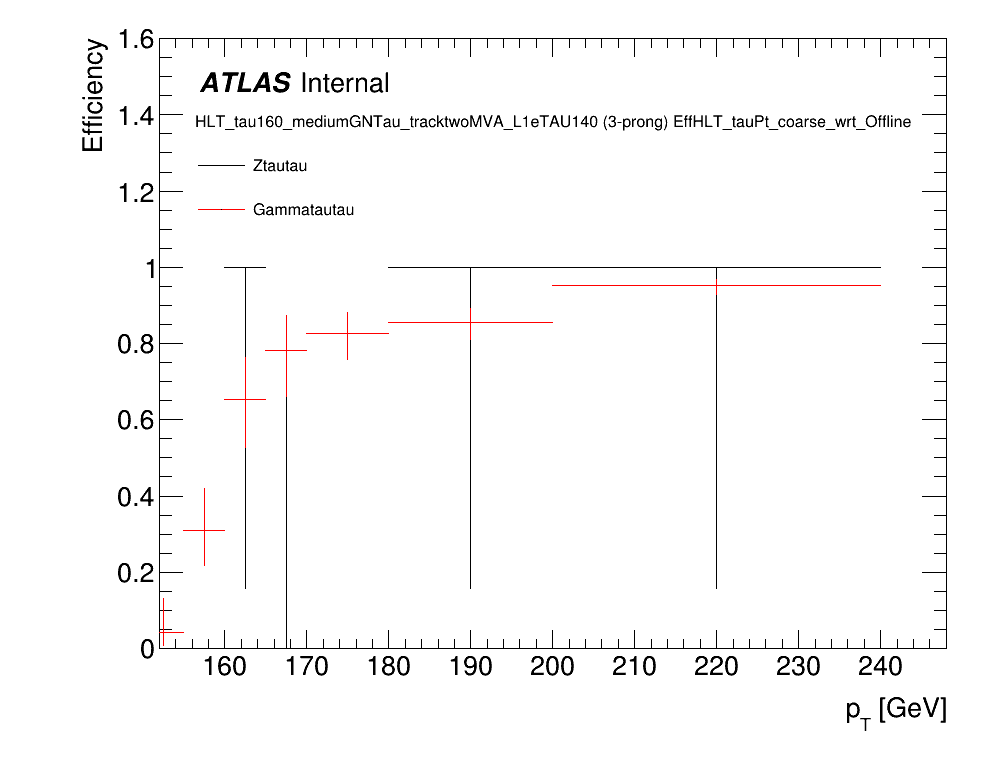 Efficiency
1.6
ATLAS Internal
1.4
HLT_tau160_mediumGNTau_tracktwoMVA_L1eTAU140 (3-prong) EffHLT_tauPt_coarse_wrt_Offline
Ztautau
1.2
Gammatautau
1
0.8
0.6
0.4
0.2
0
160 170 180 190 200 210 220 230 240
p_T [GeV]